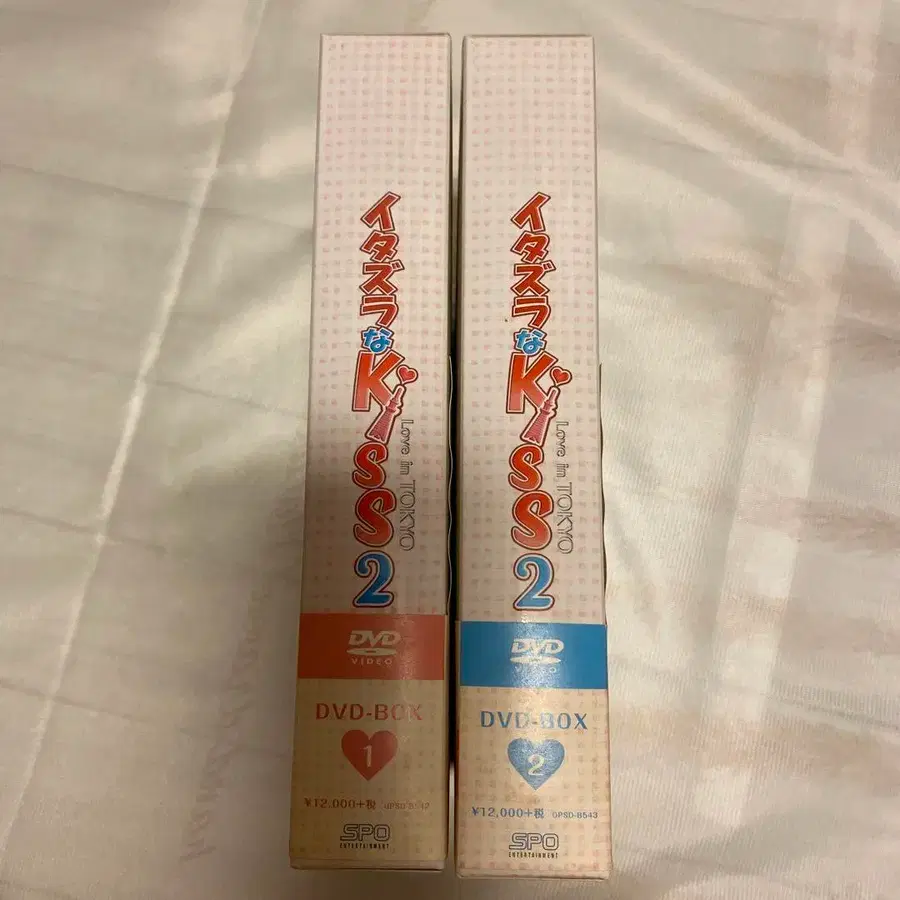 イタズラなKiSS2
Love in TOKYO
DVD
VIDEO
DVD-BOX
1
¥12,000+税 OPSD-B542
SPO
ENTERTAINMENT
イタズラなKiSS2
Love in TOKYO
DVD
VIDEO
DVD-BOX
2
¥12,000+税 OPSD-B543
SPO
ENTERTAINMENT